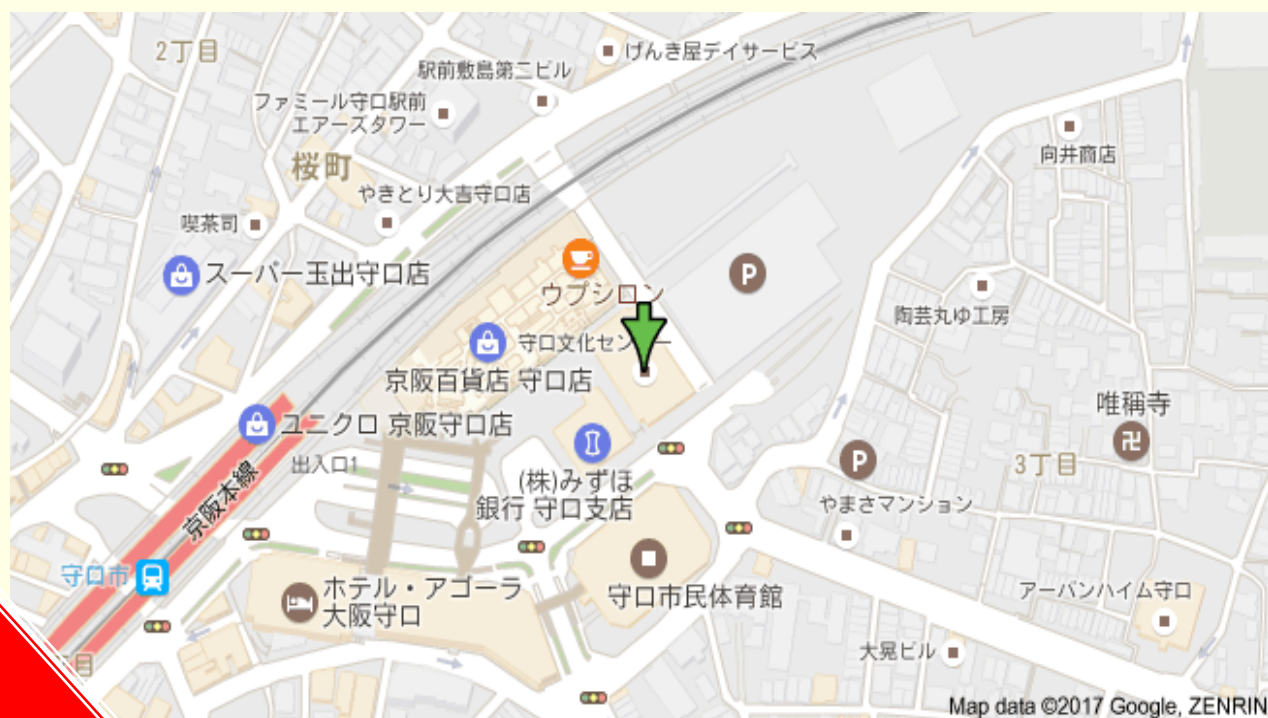 2丁目
げんき屋デイサービス
駅前敷島第二ビル
ファミール守口駅前
エアーズタワー
桜町
やきとり大吉守口店
向井商店
喫茶司
スーパー玉出守口店
P
ウプシロン
陶芸丸ゆ工房
守口文化センター
京阪百貨店 守口店
唯稱寺
卍
ユニクロ 京阪守口店
出入口1
(株)みずほ
銀行 守口支店
P
3丁目
京阪本線
やまさマンション
守口市
ホテル・アゴーラ
大阪守口
守口市民体育館
アーバンハイム守口
大晃ビル
丁目
Map data ©2017 Google, ZENRIN